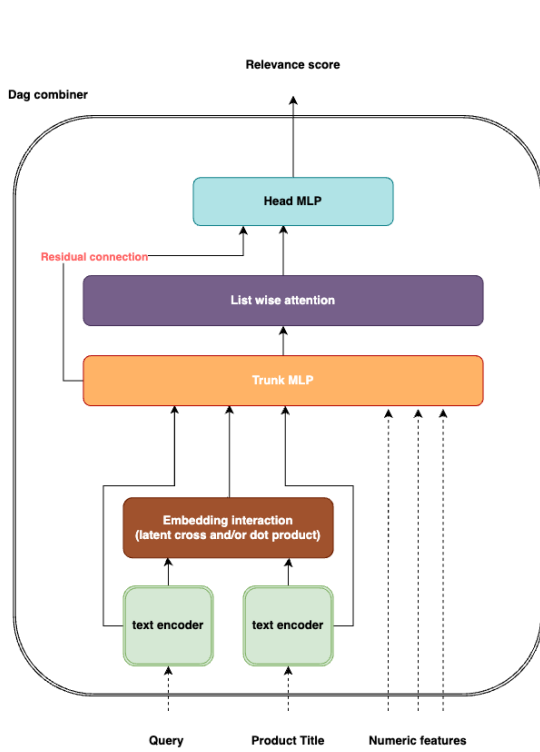 Relevance score
Dag combiner
Head MLP
Residual connection
List wise attention
Trunk MLP
Embedding interaction
(latent cross and/or dot product)
text encoder
text encoder
Query
Product Title
Numeric features